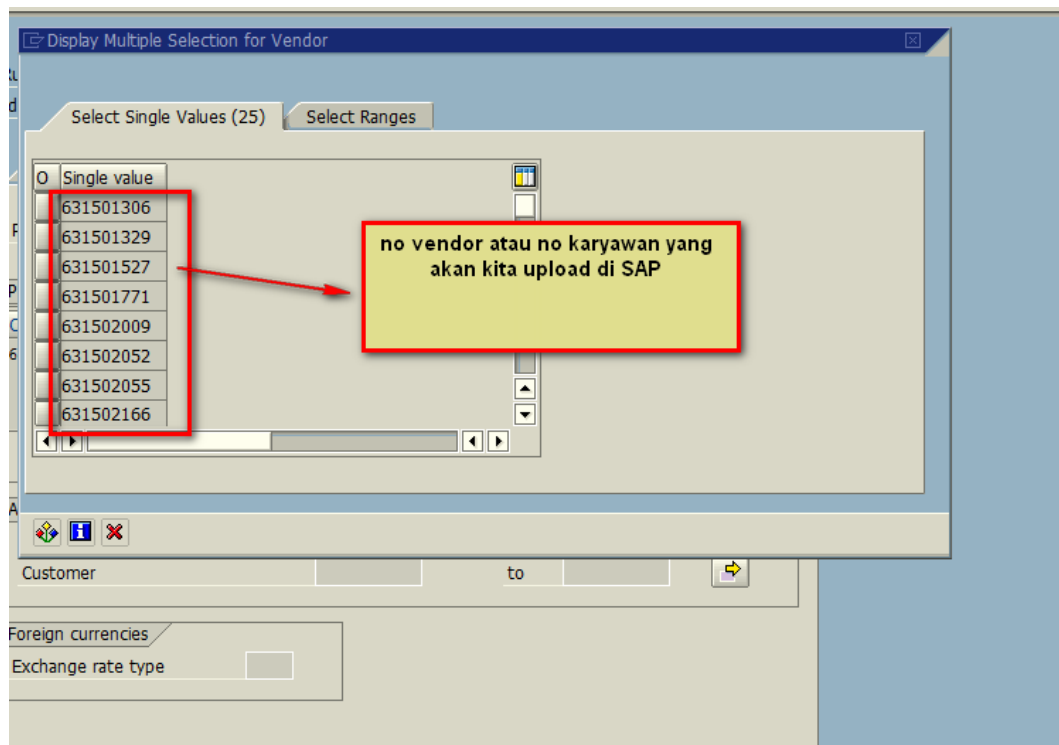 Display Multiple Selection for Vendor
Select Single Values (25)
Select Ranges
O Single value
631501306
631501329
631501527
631501771
631502009
631502052
631502055
631502166
no vendor atau no karyawan yang
akan kita upload di SAP
Customer to
Foreign currencies
Exchange rate type